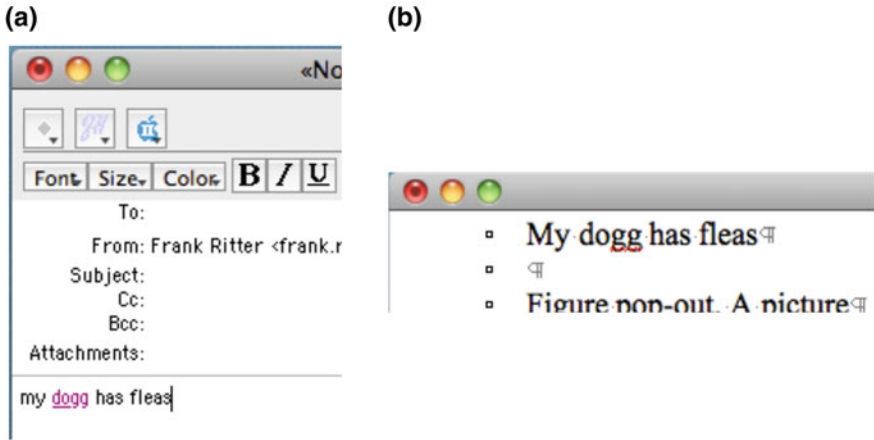 (a)
(b)
«No
Font Size Color B I U
To:
From: Frank Ritter <frank.r
Subject:
Cc:
Bcc:
Attachments:
my dogg has fleas
My dogg has fleas¶
¶
Figure pop-out. A picture¶